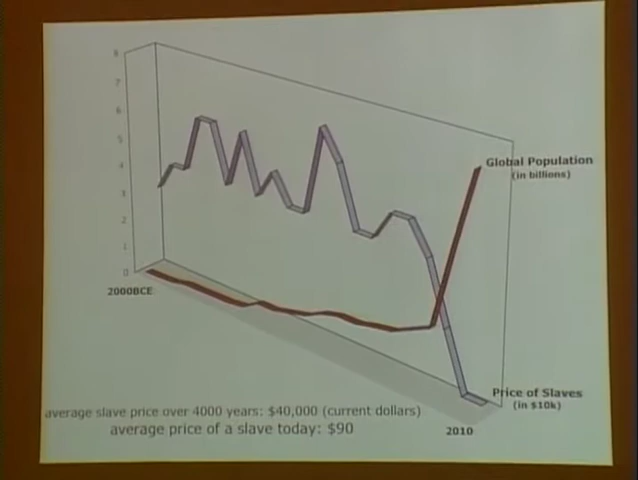 8
7
6
5
4
3
2
1
0
Global Population
(in billions)
2000BCE
Price of Slaves
(in $10k)
average slave price over 4000 years: $40,000 (current dollars)
average price of a slave today: $90
2010